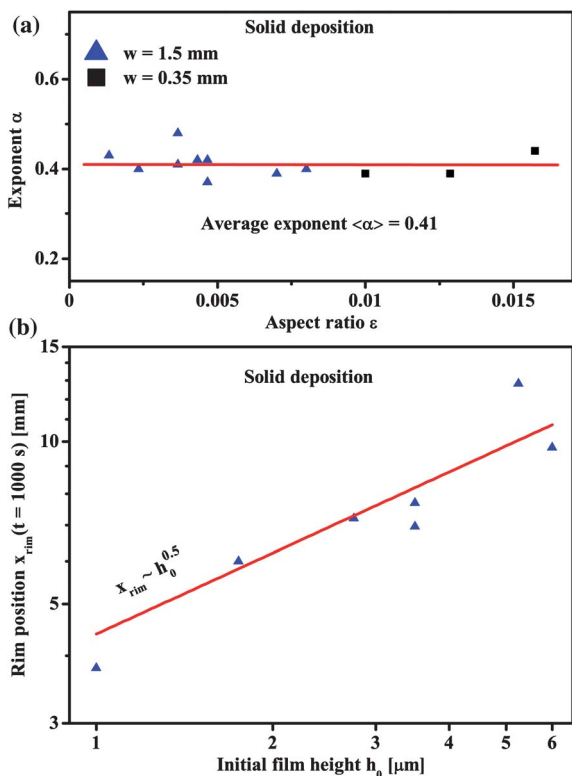 (a)
Solid deposition
w = 1.5 mm
w = 0.35 mm
Exponent α
0.6
0.4
0.2
Average exponent <α> = 0.41
0
0.005
0.01
0.015
Aspect ratio ε
(b)
Solid deposition
Rim position x_rim(t = 1000 s) [mm]
15
10
5
3
x_rim ~ h_0^0.5
1
2
3
4
5
6
Initial film height h_0 [μm]